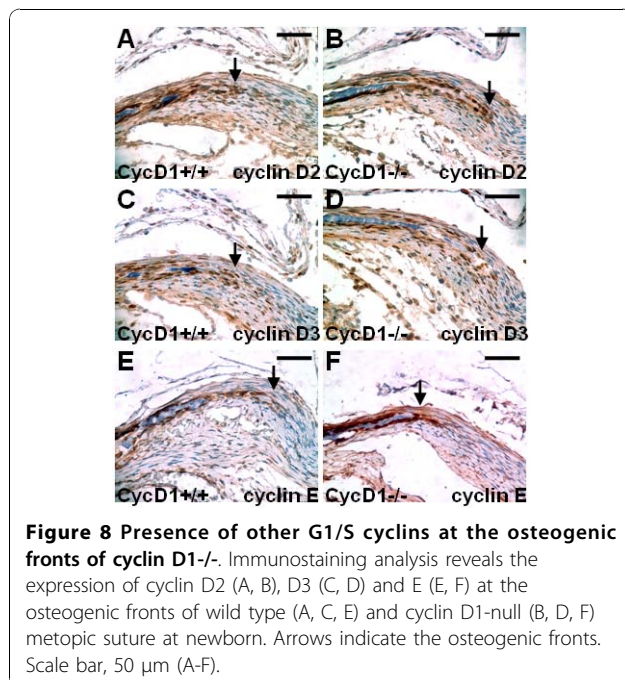 A
B
CycD1+/+ cyclin D2
CycD1-/- cyclin D2
C
D
CycD1+/+ cyclin D3
CycD1-/- cyclin D3
E
F
CycD1+/+ cyclin E
CycD1-/- cyclin E
Figure 8 Presence of other G1/S cyclins at the osteogenic
fronts of cyclin D1-/-. Immunostaining analysis reveals the
expression of cyclin D2 (A, B), D3 (C, D) and E (E, F) at the
osteogenic fronts of wild type (A, C, E) and cyclin D1-null (B, D, F)
metopic suture at newborn. Arrows indicate the osteogenic fronts.
Scale bar, 50 μm (A-F).